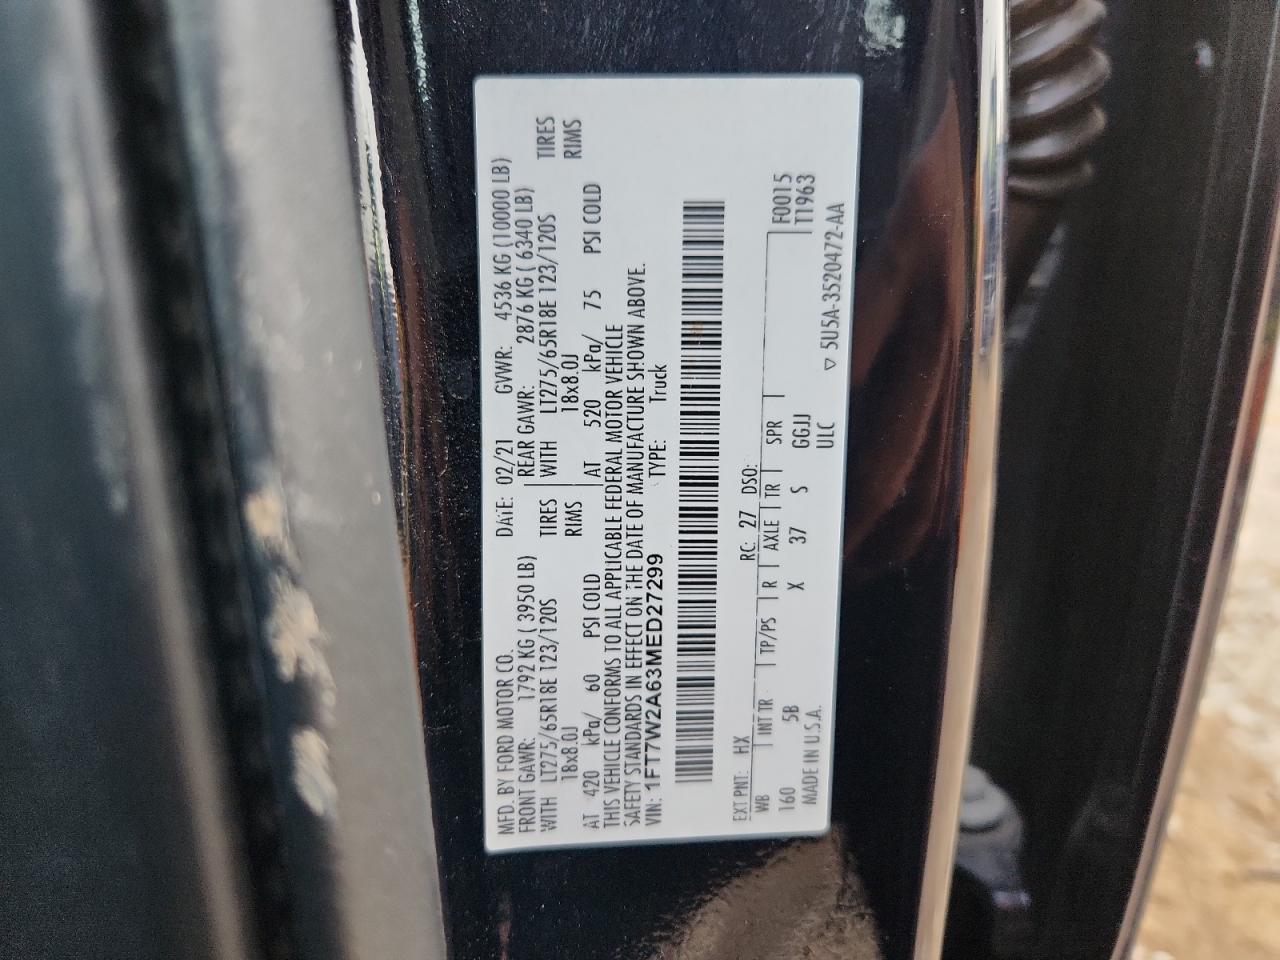 MFD. BY FORD MOTOR CO. DATE: 02/21 GVWR: 4536 KG (10000 LB)
FRONT GAWR: 1792 KG ( 3950 LB) REAR GAWR: 2876 KG ( 6340 LB)
WITH LT275/65R18E 123/120S TIRES WITH LT275/65R18E 123/120S TIRES
18x8.0J RIMS 18x8.0J RIMS
AT 420 kPa/ 60 PSI COLD AT 520 kPa/ 75 PSI COLD
THIS VEHICLE CONFORMS TO ALL APPLICABLE FEDERAL MOTOR VEHICLE
SAFETY STANDARDS IN EFFECT ON THE DATE OF MANUFACTURE SHOWN ABOVE.
VIN: 1FT7W2A63MED27299 TYPE: Truck
EXT PNT: HX RC: 27 DSO:
WB INT TR TP/PS R AXLE TR SPR F0015
160 5B X 37 S GGJJ T1963
MADE IN U.S.A. ULC ▽ 5U5A-3520472-AA